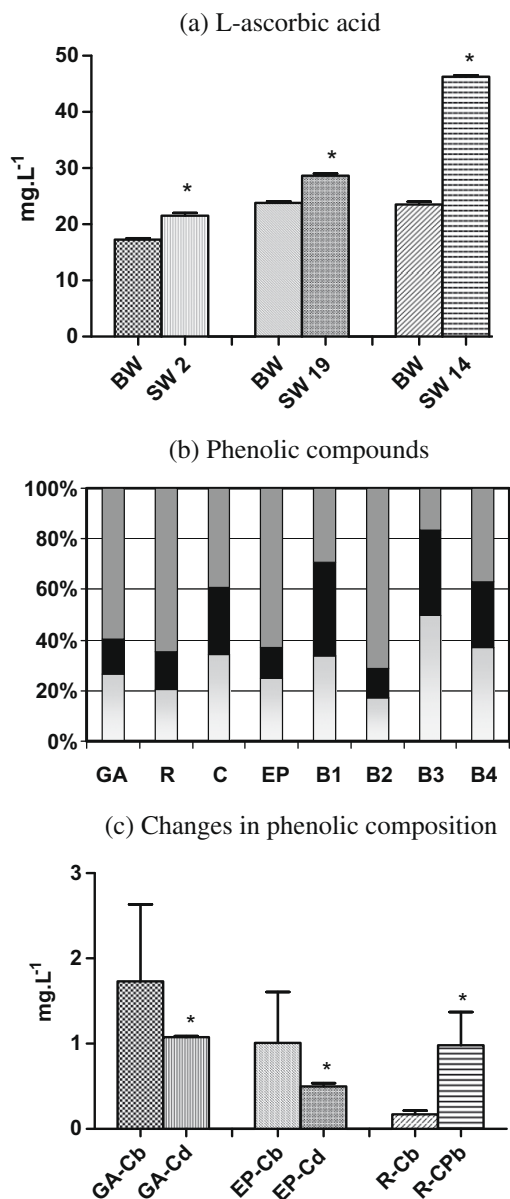 (a) L-ascorbic acid
50
*
40
30
*
*
20
10
0
mg.L-1
BW SW 2 BW SW 19 BW SW 14
(b) Phenolic compounds
100%
80%
60%
40%
20%
0%
GA R C EP B1 B2 B3 B4
(c) Changes in phenolic composition
3
2
*
1
*
*
0
mg.L-1
GA-Cb GA-Cd EP-Cb EP-Cd R-Cb R-CPb